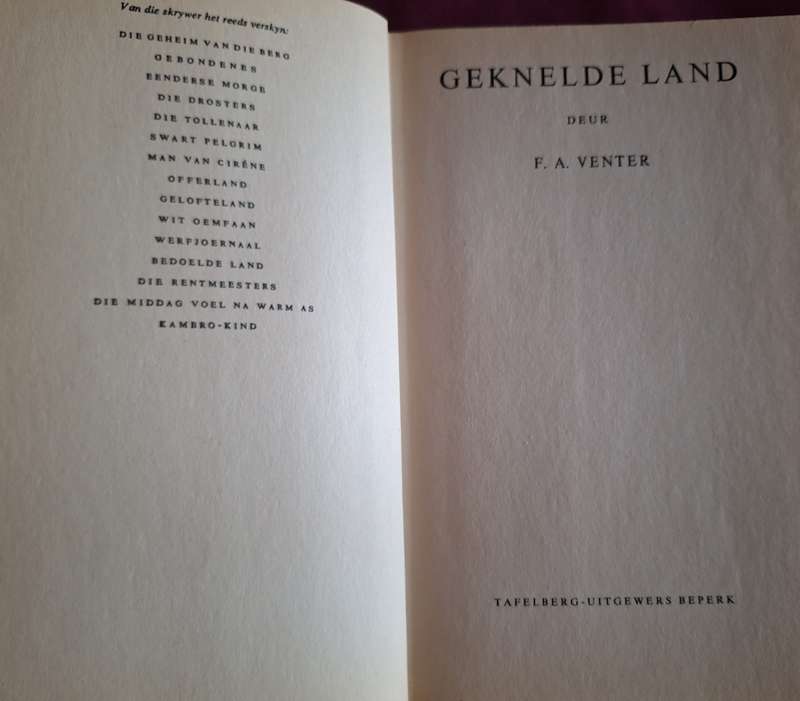 Van die skrywer het reeds verskyn:
DIE GEHEIM VAN DIE BERG
GEBONDENES
EENDERSE MORGE
DIE DROSTERS
DIE TOLLENAAR
SWART PELGRIM
MAN VAN CIRÉNE
OFFERLAND
GELOFTELAND
WIT OEMFAAN
WERFJOERNAAL
BEDOELDE LAND
DIE RENTMEESTERS
DIE MIDDAG VOEL NA WARM AS
KAMBRO-KIND
GEKNELDE LAND
DEUR
F. A. VENTER
TAFELBERG-UITGEWERS BEPERK